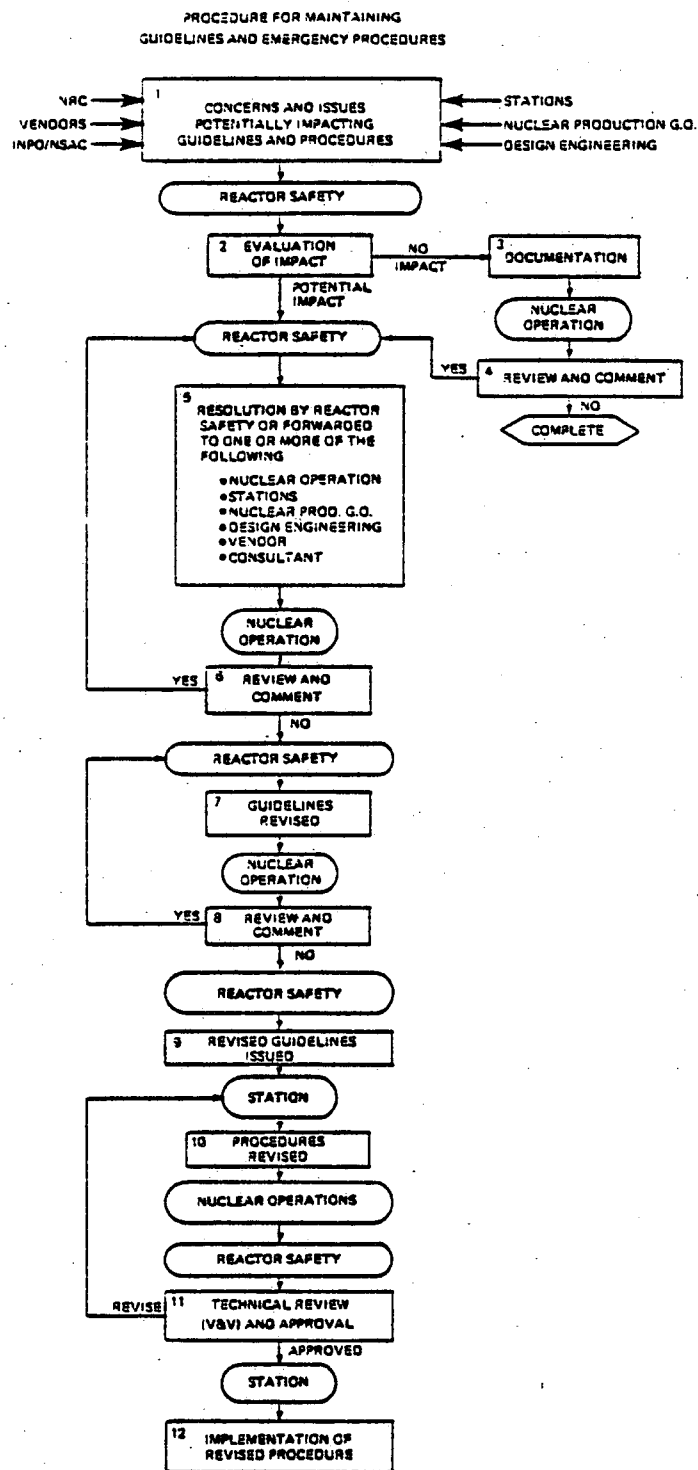 PROCEDURE FOR MAINTAINING
GUIDELINES AND EMERGENCY PROCEDURES
NRC
VENDORS
INPO/NSAC
1
CONCERNS AND ISSUES
POTENTIALLY IMPACTING
GUIDELINES AND PROCEDURES
STATIONS
NUCLEAR PRODUCTION G.O.
DESIGN ENGINEERING
REACTOR SAFETY
2 EVALUATION
OF IMPACT
NO
IMPACT
3
DOCUMENTATION
POTENTIAL
IMPACT
NUCLEAR
OPERATION
REACTOR SAFETY
YES
4 REVIEW AND COMMENT
NO
COMPLETE
5
RESOLUTION BY REACTOR
SAFETY OR FORWARDED
TO ONE OR MORE OF THE
FOLLOWING
•NUCLEAR OPERATION
•STATIONS
•NUCLEAR PROD. G.O.
•DESIGN ENGINEERING
•VENDOR
•CONSULTANT
NUCLEAR
OPERATION
YES
6 REVIEW AND
COMMENT
NO
REACTOR SAFETY
7 GUIDELINES
REVISED
NUCLEAR
OPERATION
YES
8 REVIEW AND
COMMENT
NO
REACTOR SAFETY
9 REVISED GUIDELINES
ISSUED
STATION
10 PROCEDURES
REVISED
NUCLEAR OPERATIONS
REACTOR SAFETY
REVISE
11 TECHNICAL REVIEW
(V&V) AND APPROVAL
APPROVED
STATION
12 IMPLEMENTATION OF
REVISED PROCEDURE